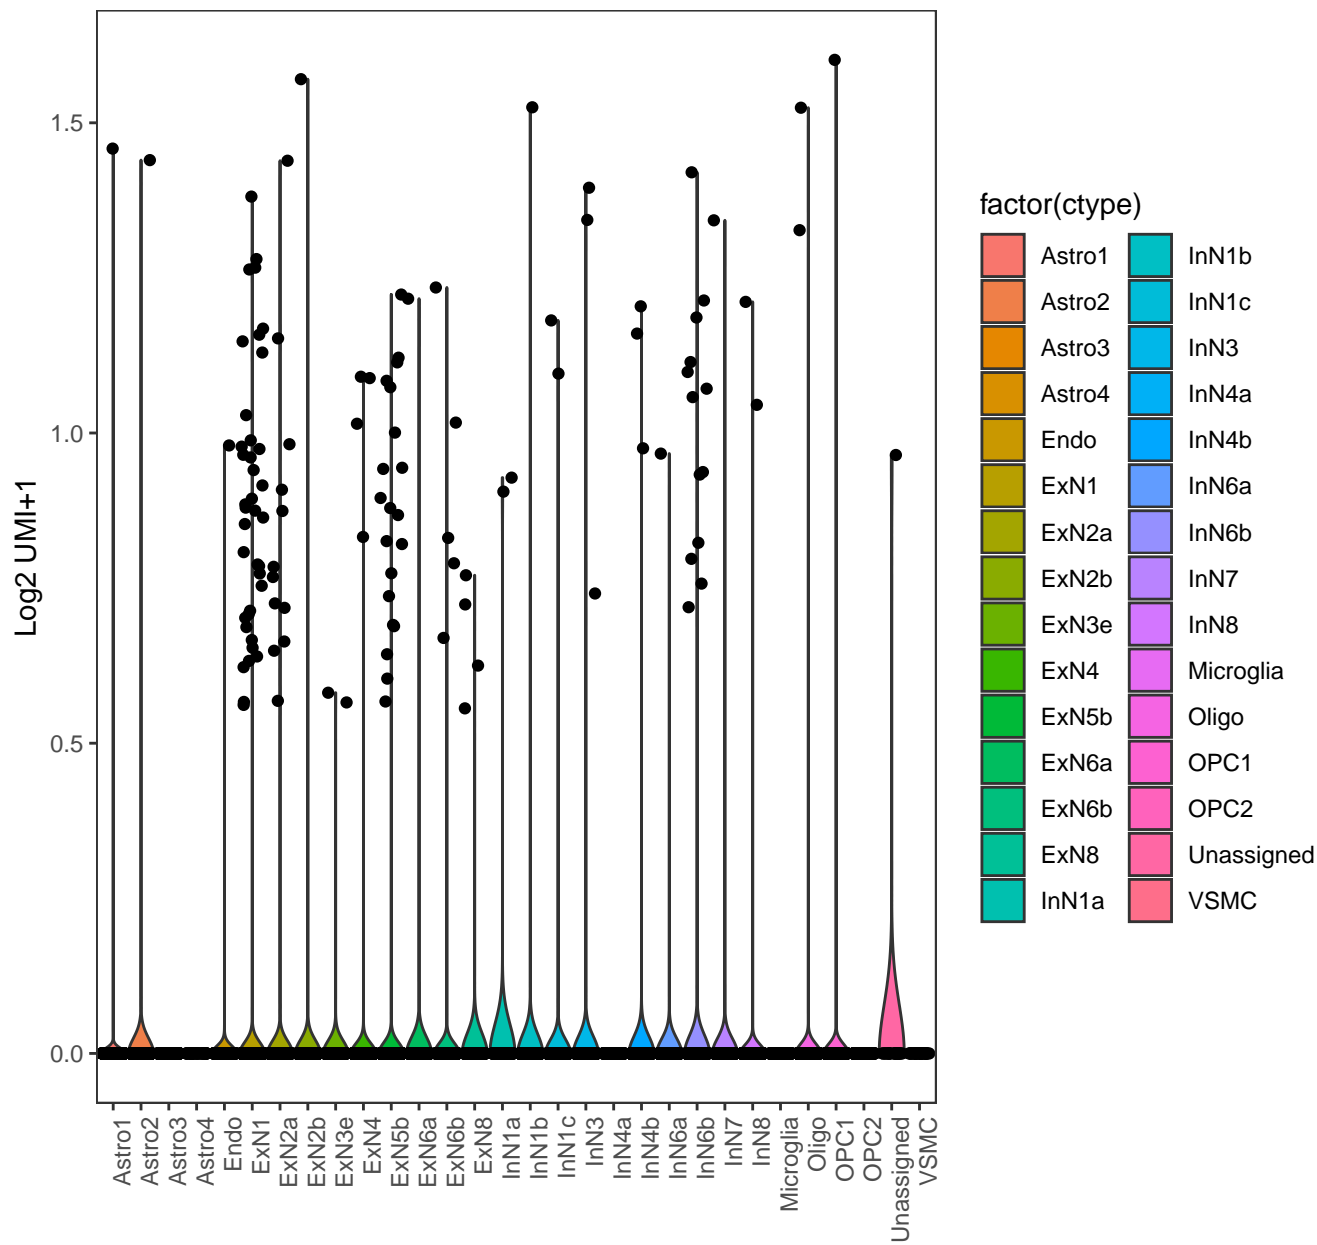 1.5
1.0
0.5
0.0
Log2 UMI+1
Astro1
Astro2
Astro3
Astro4
Endo
ExN1
ExN2a
ExN2b
ExN3e
ExN4
ExN5b
ExN6a
ExN6b
ExN8
InN1a
InN1b
InN1c
InN3
InN4a
InN4b
InN6a
InN6b
InN7
InN8
Microglia
Oligo
OPC1
OPC2
Unassigned
VSMC
factor(ctype)
Astro1
Astro2
Astro3
Astro4
Endo
ExN1
ExN2a
ExN2b
ExN3e
ExN4
ExN5b
ExN6a
ExN6b
ExN8
InN1a
InN1b
InN1c
InN3
InN4a
InN4b
InN6a
InN6b
InN7
InN8
Microglia
Oligo
OPC1
OPC2
Unassigned
VSMC